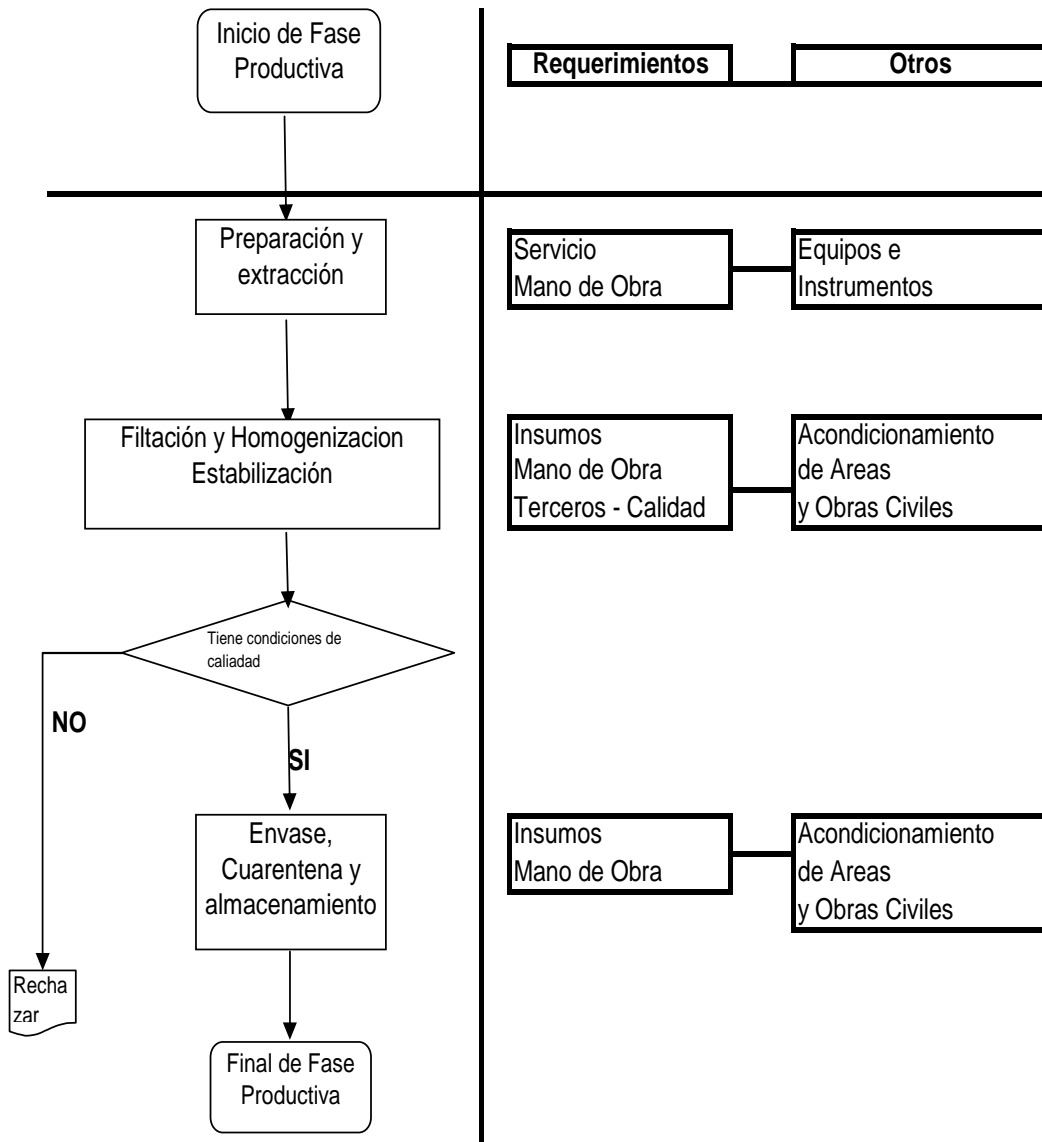 Inicio de Fase
Productiva
Requerimientos
Otros
Preparación y
extracción
Servicio
Mano de Obra
Equipos e
Instrumentos
Filtación y Homogenizacion
Estabilización
Insumos
Mano de Obra
Terceros - Calidad
Acondicionamiento
de Areas
y Obras Civiles
Tiene condiciones de
caliadad
NO
SI
Envase,
Cuarentena y
almacenamiento
Insumos
Mano de Obra
Acondicionamiento
de Areas
y Obras Civiles
Recha
zar
Final de Fase
Productiva